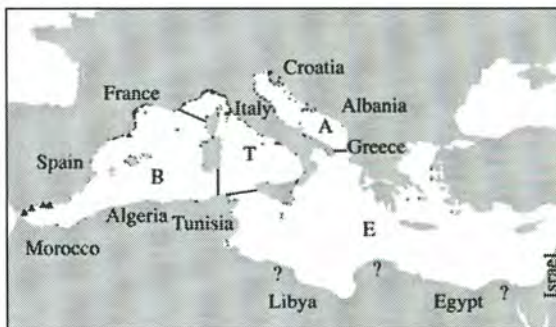 Croatia
France
Italy
Albania
A
Greece
Spain
T
B
Algeria
Tunisia
Morocco
E
?
?
?
Libya
Egypt
Israel